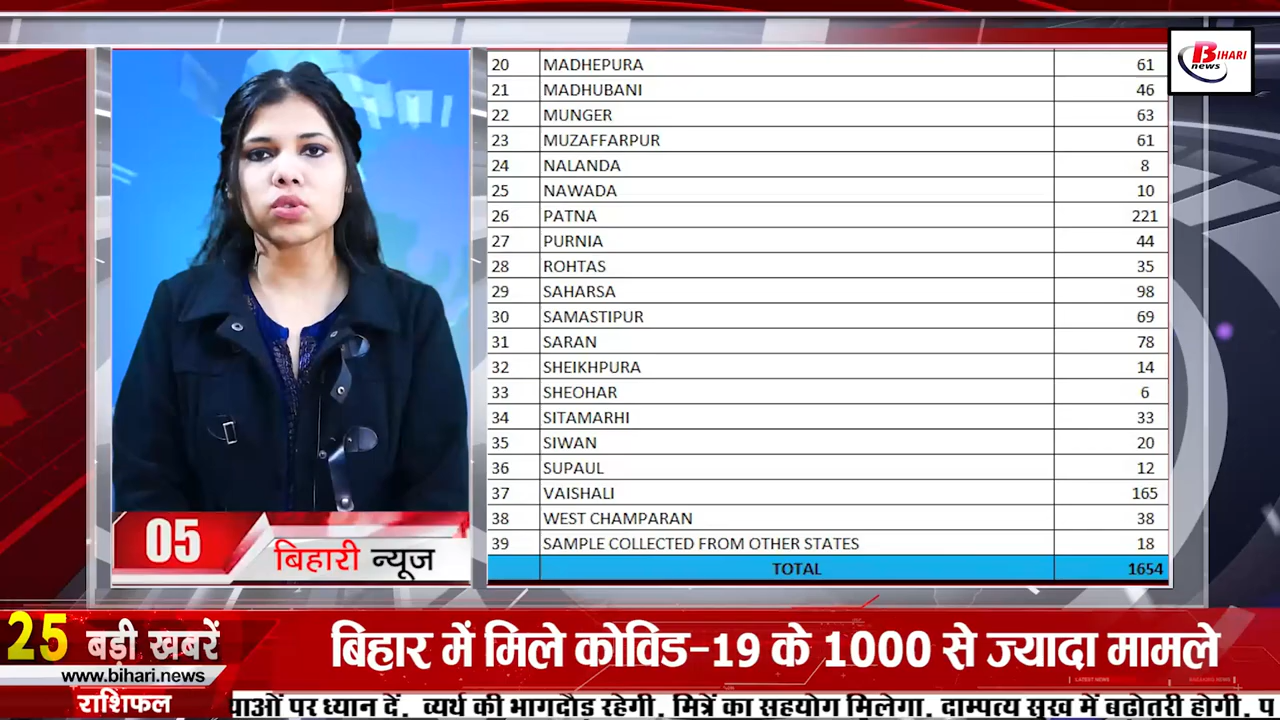 BIHARI
news
20 MADHEPURA 61
21 MADHUBANI 46
22 MUNGER 63
23 MUZAFFARPUR 61
24 NALANDA 8
25 NAWADA 10
26 PATNA 221
27 PURNIA 44
28 ROHTAS 35
29 SAHARSA 98
30 SAMASTIPUR 69
31 SARAN 78
32 SHEIKHPURA 14
33 SHEOHAR 6
34 SITAMARHI 33
35 SIWAN 20
36 SUPAUL 12
37 VAISHALI 165
38 WEST CHAMPARAN 38
39 SAMPLE COLLECTED FROM OTHER STATES 18
TOTAL 1654
05
बिहारी न्यूज
25 बड़ी खबरें
www.bihari.news
बिहार में मिले कोविड-19 के 1000 से ज्यादा मामले
LATEST NEWS BREAKING NEWS
राशिफल
याओं पर ध्यान दें. व्यर्थ की भागदौड रहेगी. मित्रें का सहयोग मिलेगा. दाम्पत्य सुख में बढोतरी होगी. प